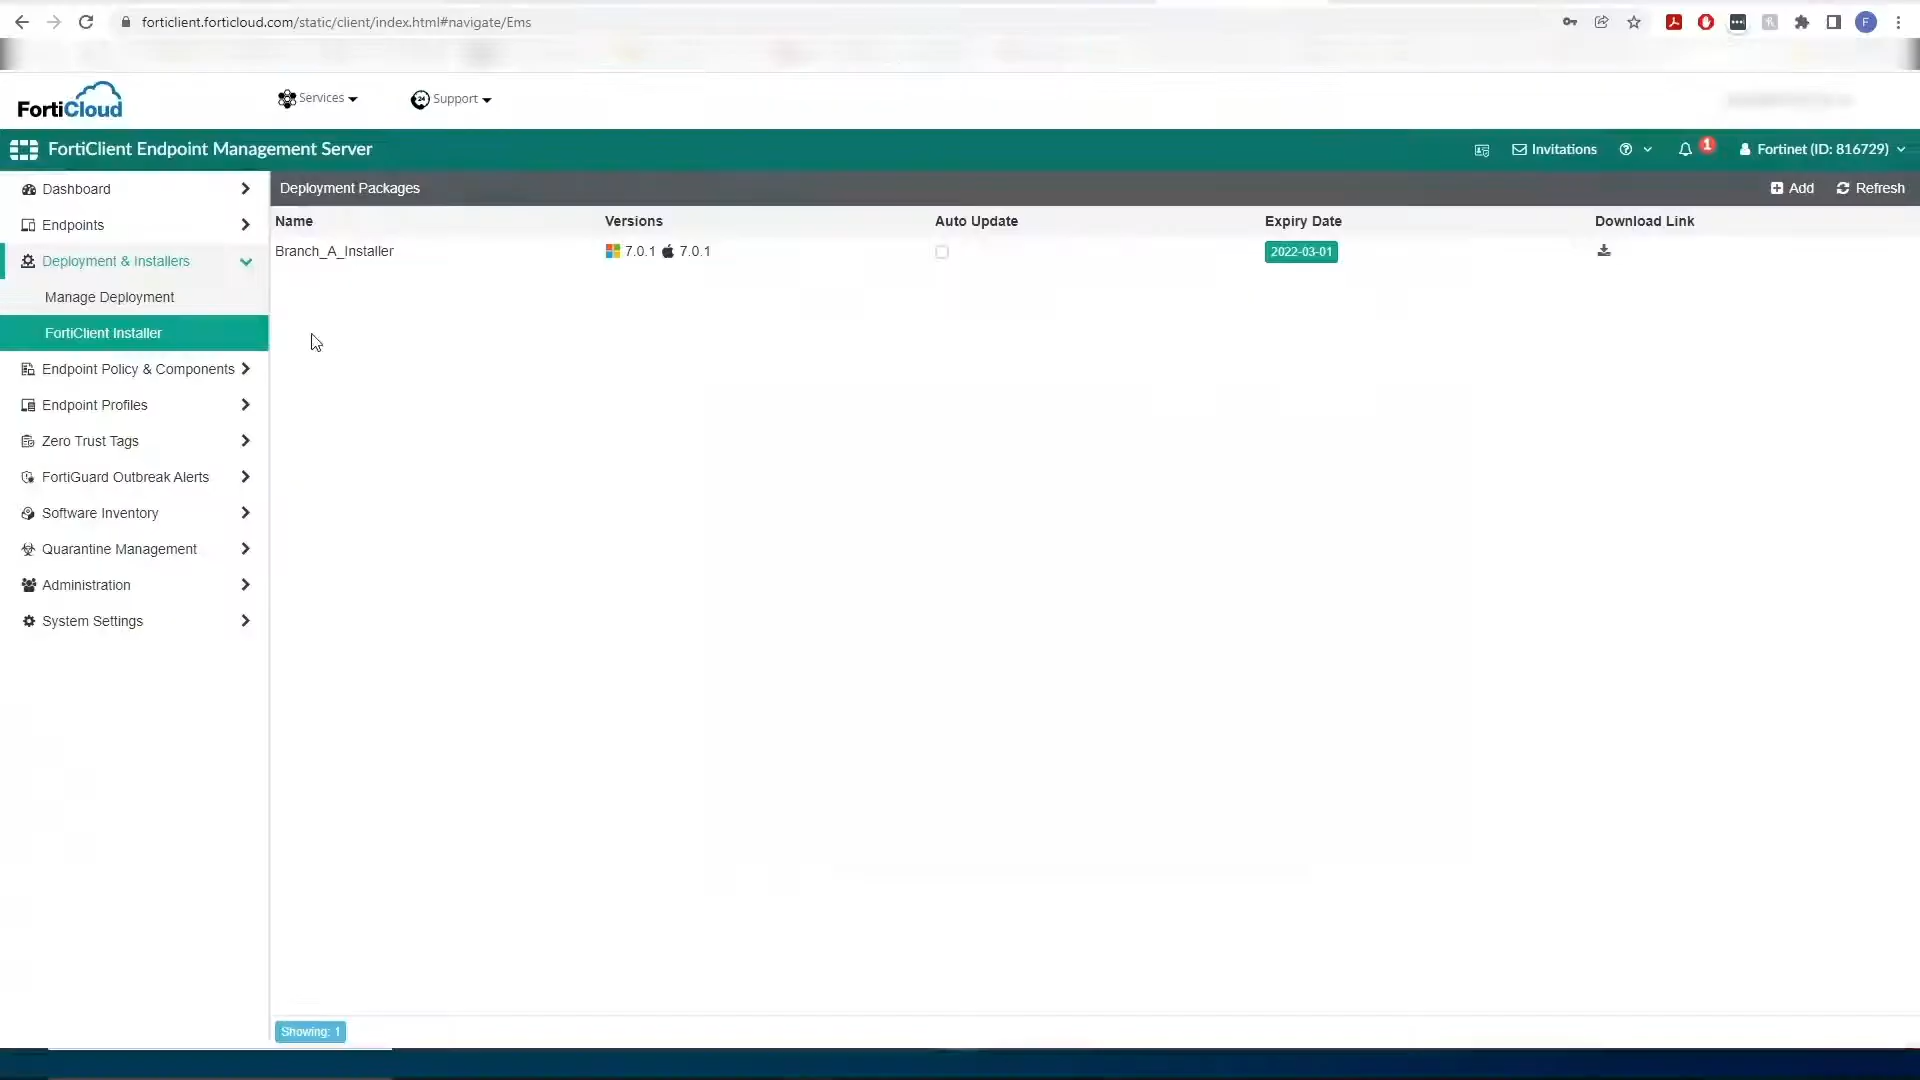 forticlient.forticloud.com/static/client/index.html#navigate/Ems
F
FortiCloud
Services
24
Support
FortiClient Endpoint Management Server
Invitations
1
Fortinet (ID: 816729)
Dashboard
Endpoints
Deployment & Installers
Manage Deployment
FortiClient Installer
Endpoint Policy & Components
Endpoint Profiles
Zero Trust Tags
FortiGuard Outbreak Alerts
Software Inventory
Quarantine Management
Administration
System Settings
Deployment Packages
Add
Refresh
Name Versions Auto Update Expiry Date Download Link
Branch_A_Installer 7.0.1 7.0.1 2022-03-01
Showing: 1